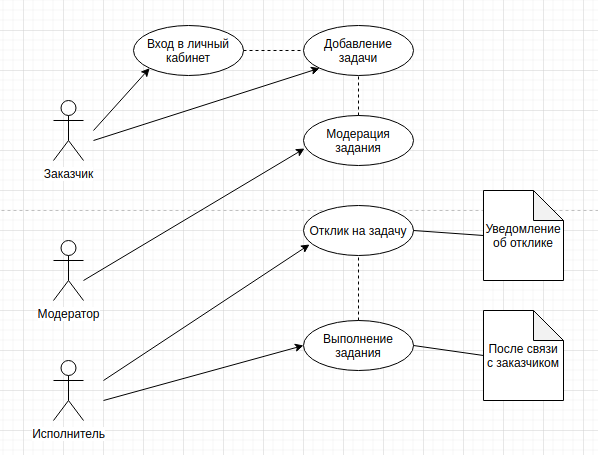 Вход в личный
кабинет
Добавление
задачи
Заказчик
Модерация
задания
Отклик на задачу
Уведомление
об отклике
Модератор
Выполнение
задания
После связи
с заказчиком
Исполнитель